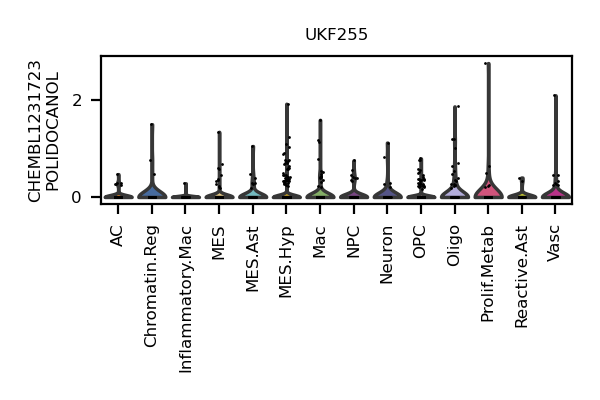 UKF255
CHEMBL1231723
POLIDOCANOL
2
0
AC
Chromatin.Reg
Inflammatory.Mac
MES
MES.Ast
MES.Hyp
Mac
NPC
Neuron
OPC
Oligo
Prolif.Metab
Reactive.Ast
Vasc